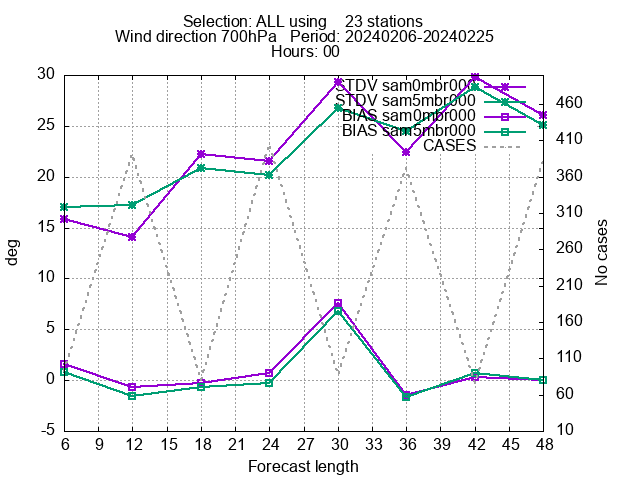 Selection: ALL using 23 stations
Wind direction 700hPa Period: 20240206-20240225
Hours: 00
STDV sam0mbr000
STDV sam5mbr000
BIAS sam0mbr000
BIAS sam5mbr000
CASES
30
25
20
15
10
5
0
-5
deg
460
410
360
310
260
210
160
110
60
10
No cases
6 9 12 15 18 21 24 27 30 33 36 39 42 45 48
Forecast length